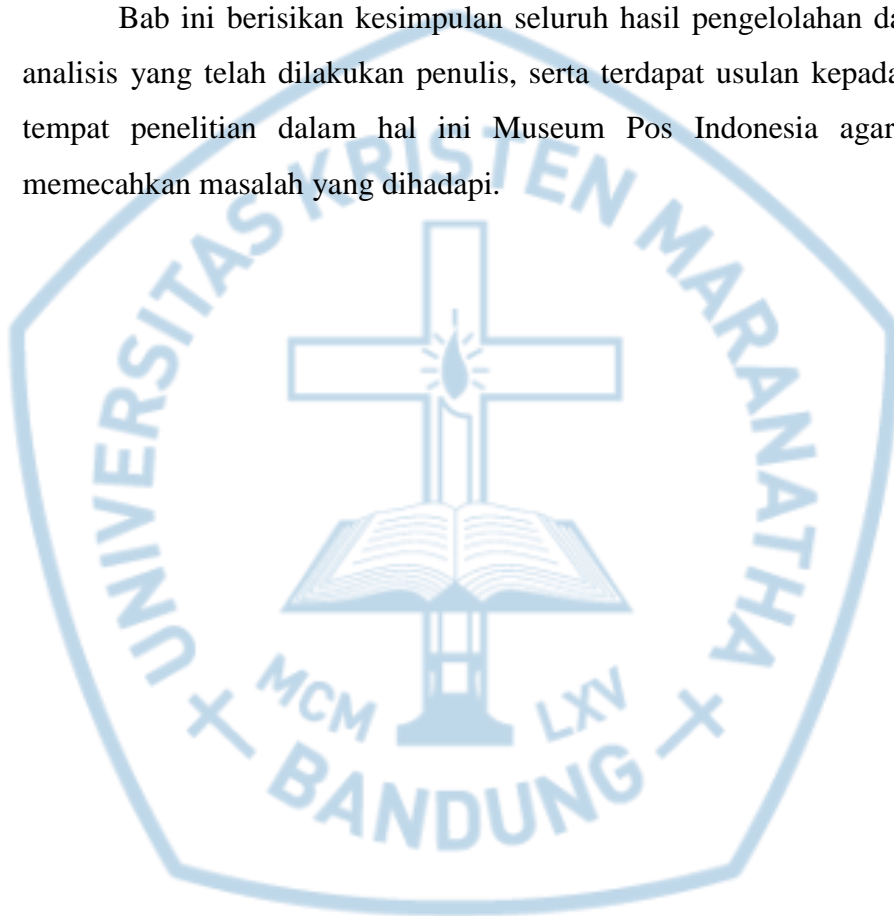 Bab ini berisikan kesimpulan seluruh hasil pengelolahan da
analisis yang telah dilakukan penulis, serta terdapat usulan kepada
tempat penelitian dalam hal ini Museum Pos Indonesia agar
memecahkan masalah yang dihadapi.
UNIVERSITAS KRISTEN MARANATHA
MCM LXV
BANDUNG